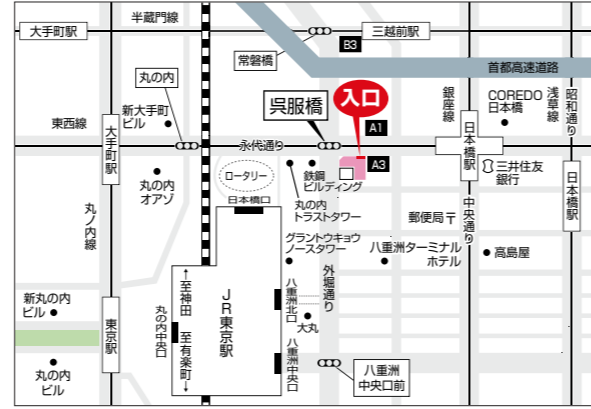 半蔵門線
大手町駅
三越前駅
B3
常磐橋
首都高速道路
丸の内
新大手町
ビル
呉服橋
入口
銀座線
COREDO
日本橋
浅草線
昭和通り
東西線
大手町駅
永代通り
A1
A3
日本橋駅
三井住友
銀行
日本橋駅
丸の内
オアゾ
ロータリー
日本橋口
鉄鋼
ビルディング
丸の内
トラストタワー
丸ノ内線
郵便局〒
中央通り
グラントウキョウ
ノースタワー
外堀通り
八重洲ターミナル
ホテル
高島屋
新丸の内
ビル
東京駅
丸の内中央口
←至神田 至有楽町→
JR東京駅
八重洲北口
大丸
八重洲中央口
八重洲
中央口前
丸の内
ビル